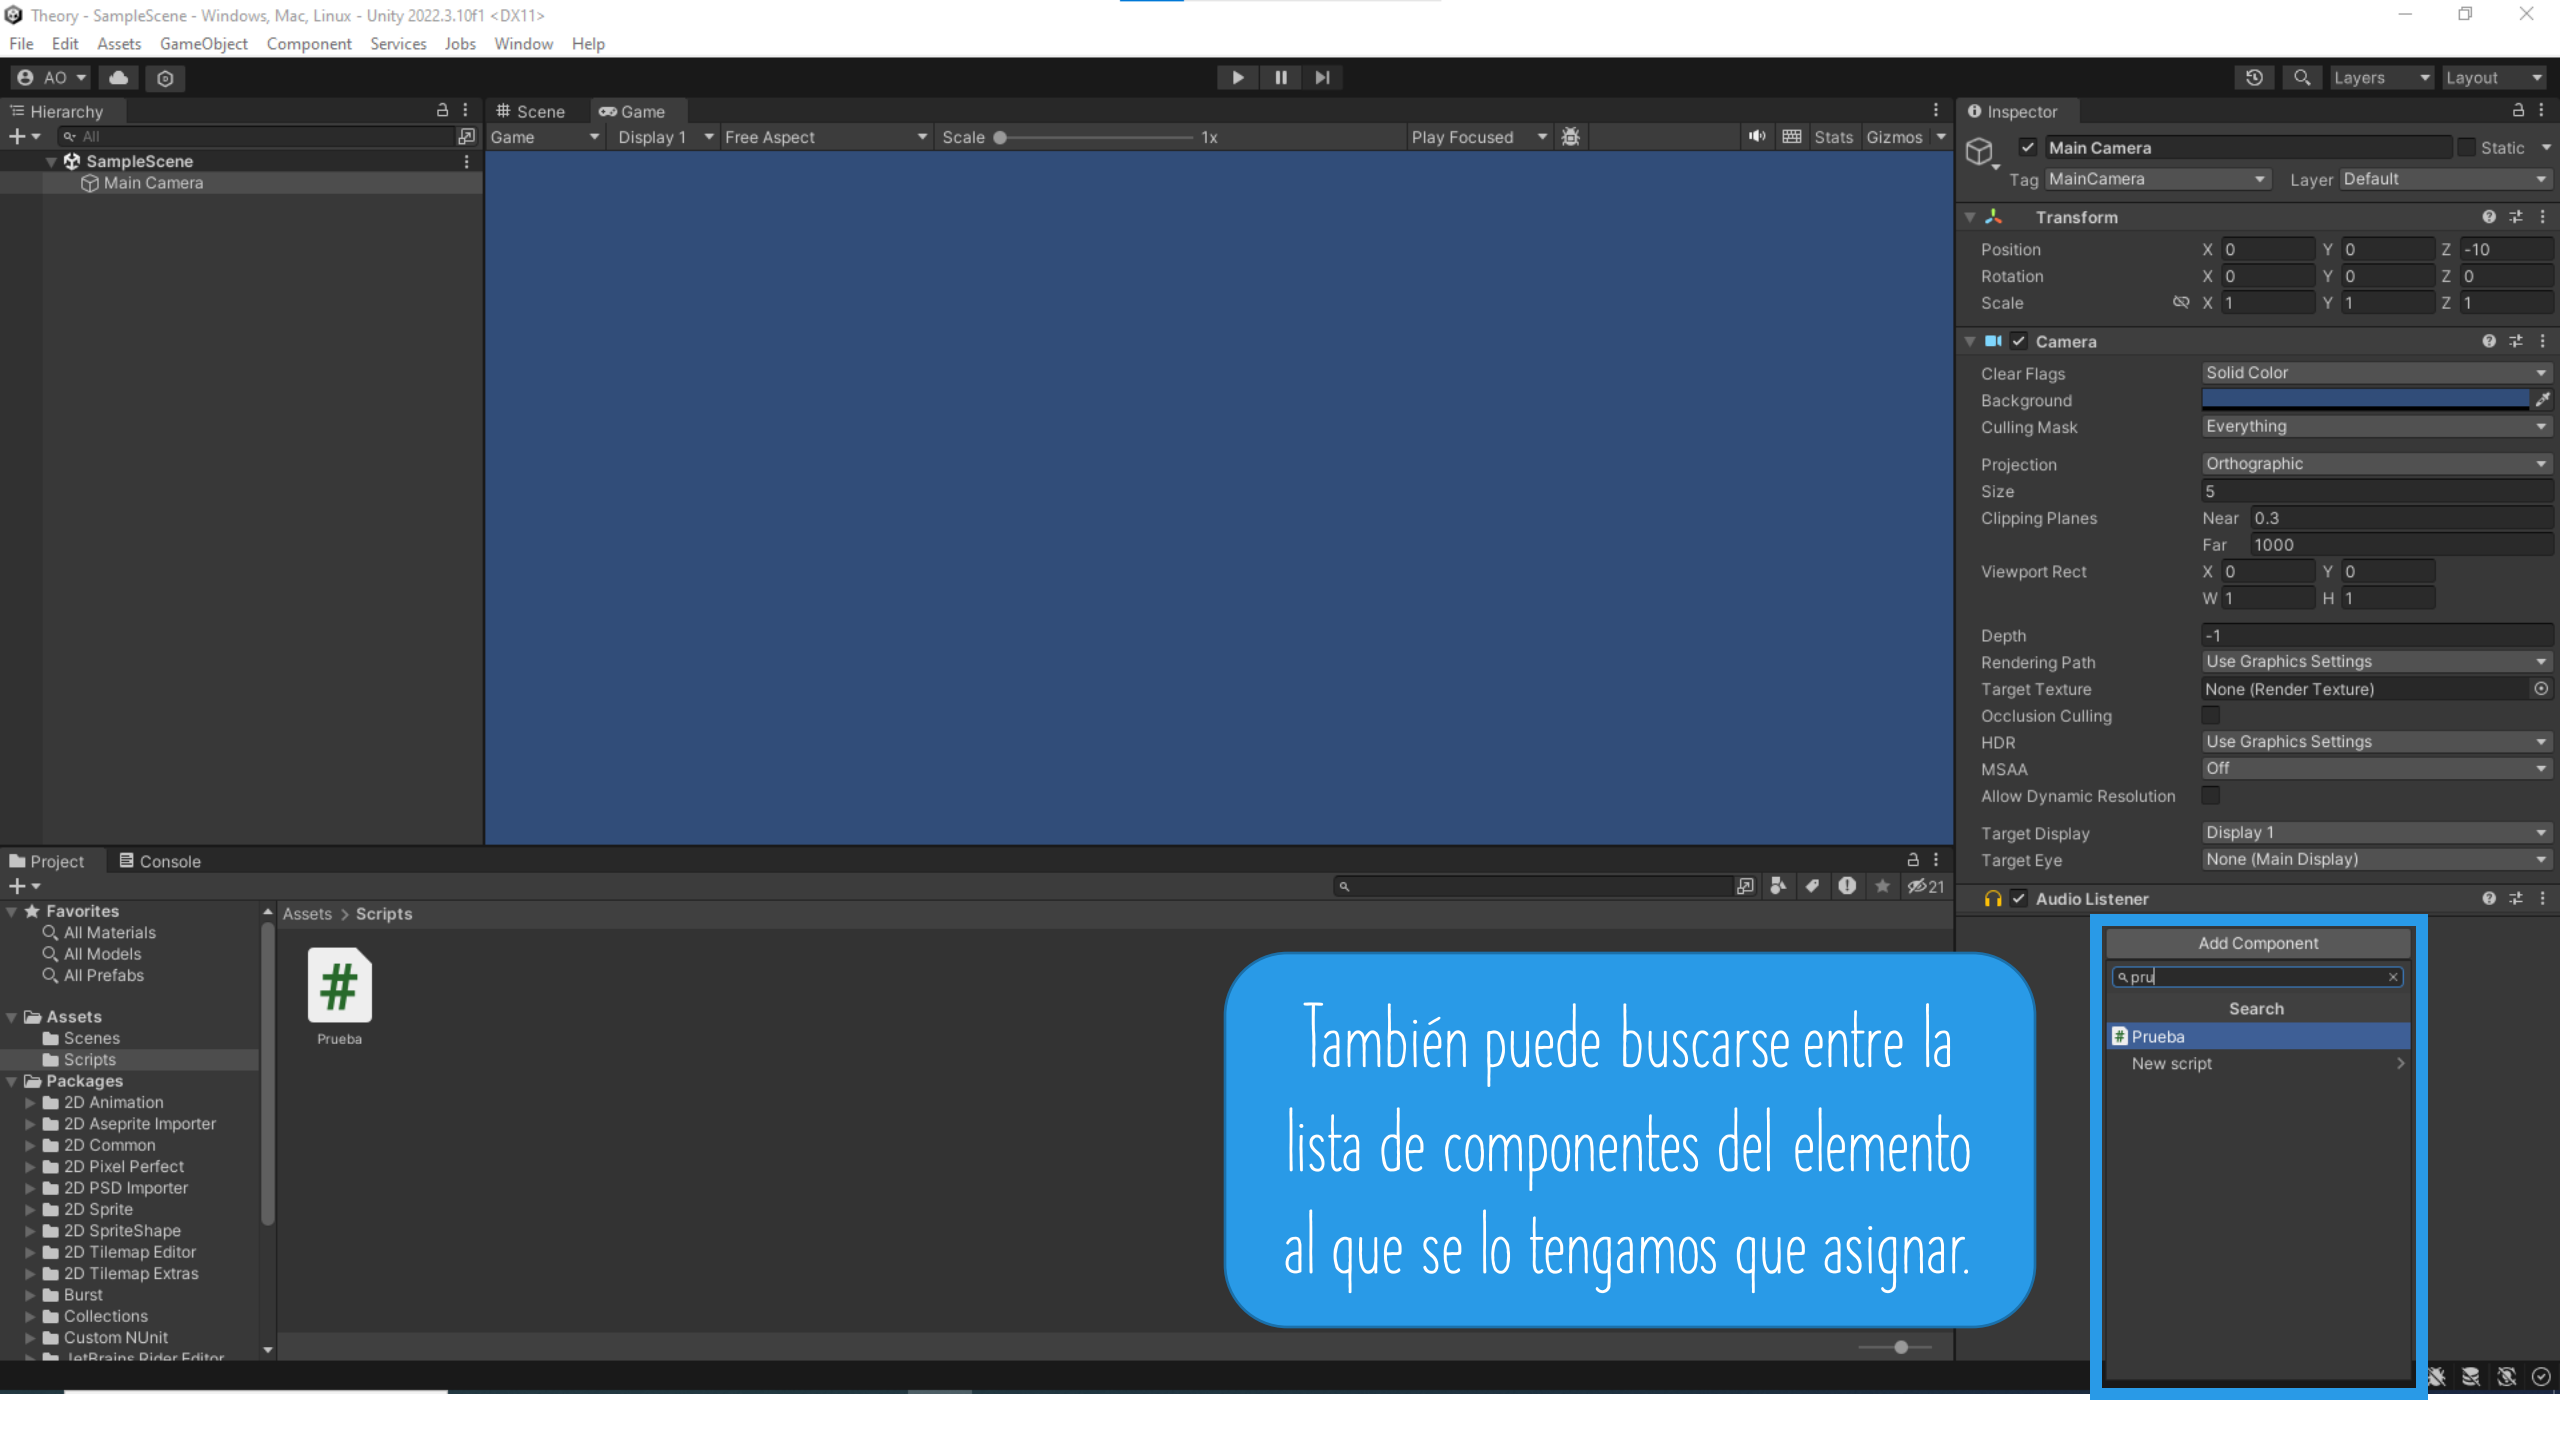 Theory - SampleScene - Windows, Mac, Linux - Unity 2022.3.10f1 <DX11>
File Edit Assets GameObject Component Services Jobs Window Help
AO
Layers Layout
Hierarchy
All
SampleScene
Main Camera
Scene Game
Game Display 1 Free Aspect Scale 1x Play Focused Stats Gizmos
Inspector
Main Camera Static
Tag MainCamera Layer Default
Transform
Position X 0 Y 0 Z -10
Rotation X 0 Y 0 Z 0
Scale X 1 Y 1 Z 1
Camera
Clear Flags Solid Color
Background
Culling Mask Everything
Projection Orthographic
Size 5
Clipping Planes Near 0.3
Far 1000
Viewport Rect X 0 Y 0
W 1 H 1
Depth -1
Rendering Path Use Graphics Settings
Target Texture None (Render Texture)
Occlusion Culling
HDR Use Graphics Settings
MSAA Off
Allow Dynamic Resolution
Target Display Display 1
Target Eye None (Main Display)
Audio Listener
Add Component
pru
Search
# Prueba
New script
Project Console
21
Favorites
All Materials
All Models
All Prefabs
Assets
Scenes
Scripts
Packages
2D Animation
2D Aseprite Importer
2D Common
2D Pixel Perfect
2D PSD Importer
2D Sprite
2D SpriteShape
2D Tilemap Editor
2D Tilemap Extras
Burst
Collections
Custom NUnit
JetBrains Rider Editor
Assets > Scripts
#
Prueba
También puede buscarse entre la
lista de componentes del elemento
al que se lo tengamos que asignar.